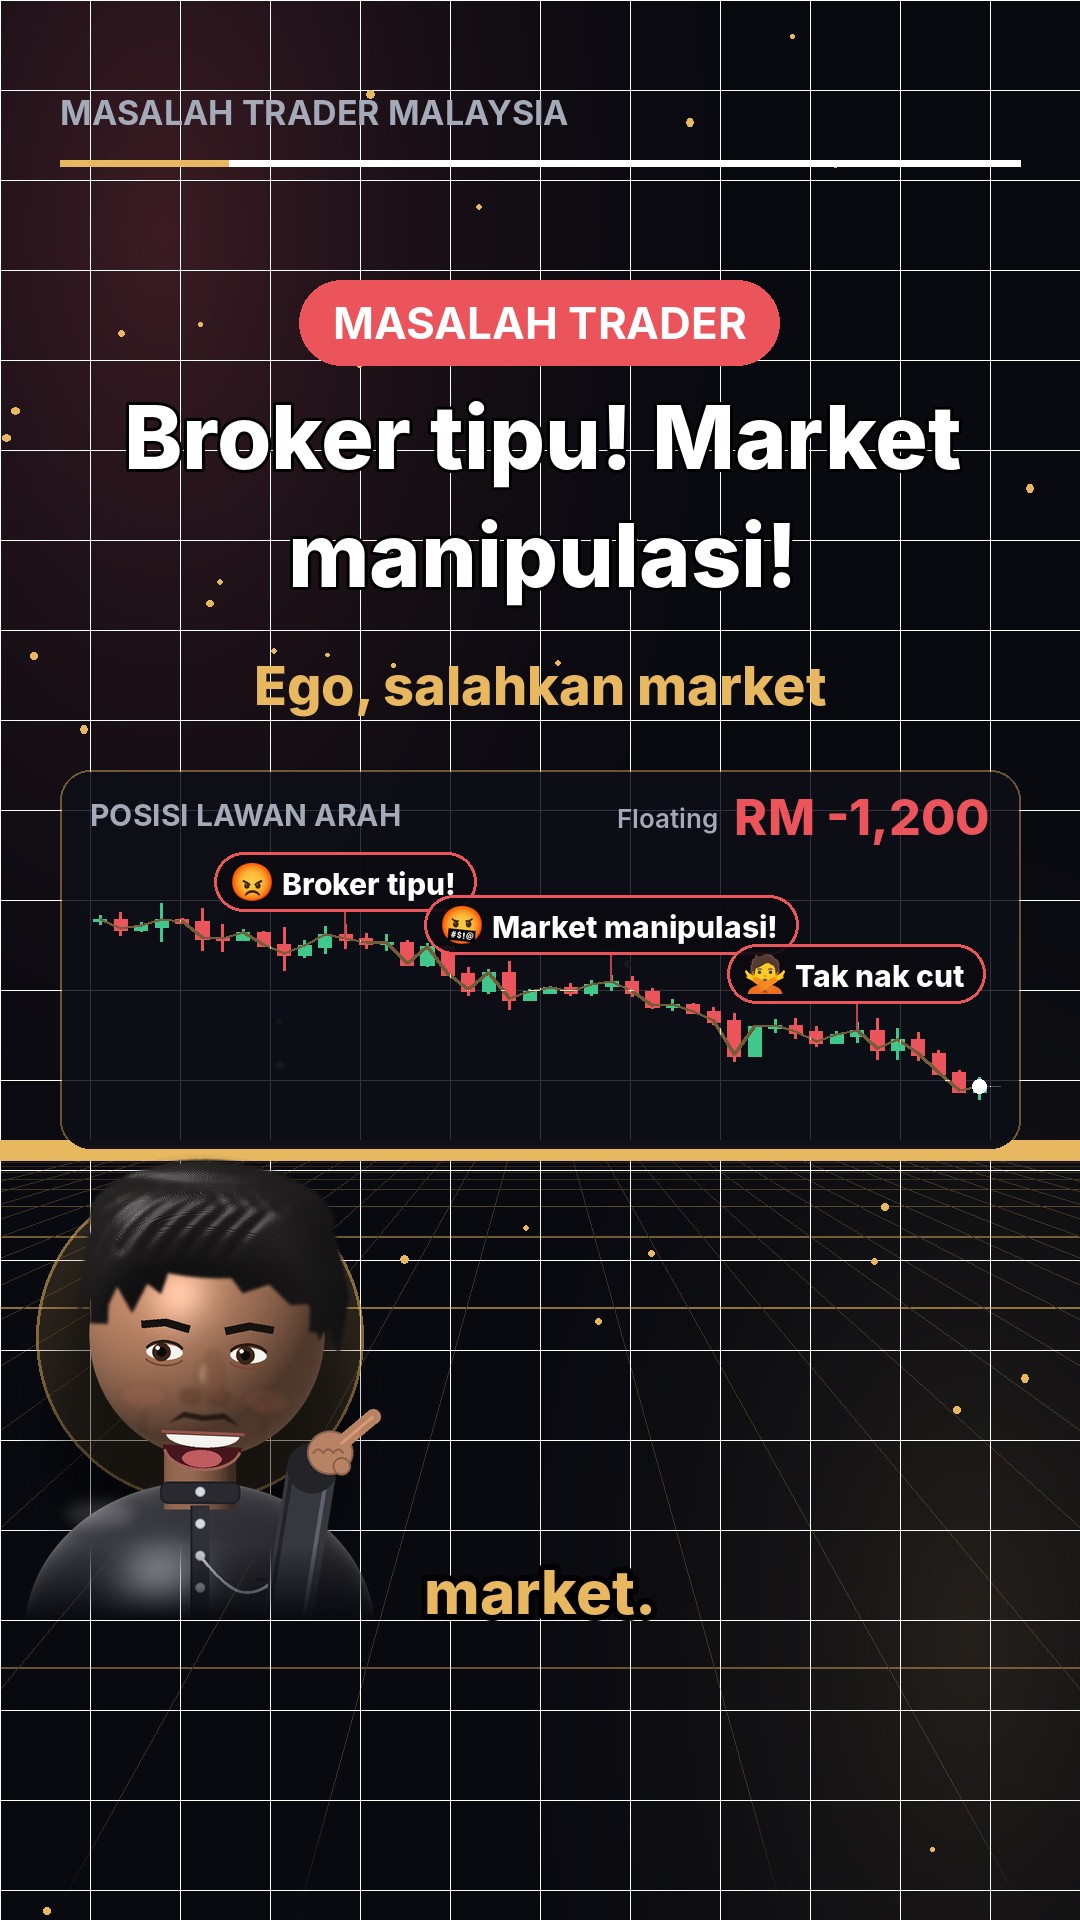 MASALAH TRADER MALAYSIA
MASALAH TRADER
Broker tipu! Market
manipulasi!
Ego, salahkan market
POSISI LAWAN ARAH
Floating RM -1,200
Broker tipu!
Market manipulasi!
Tak nak cut
market.